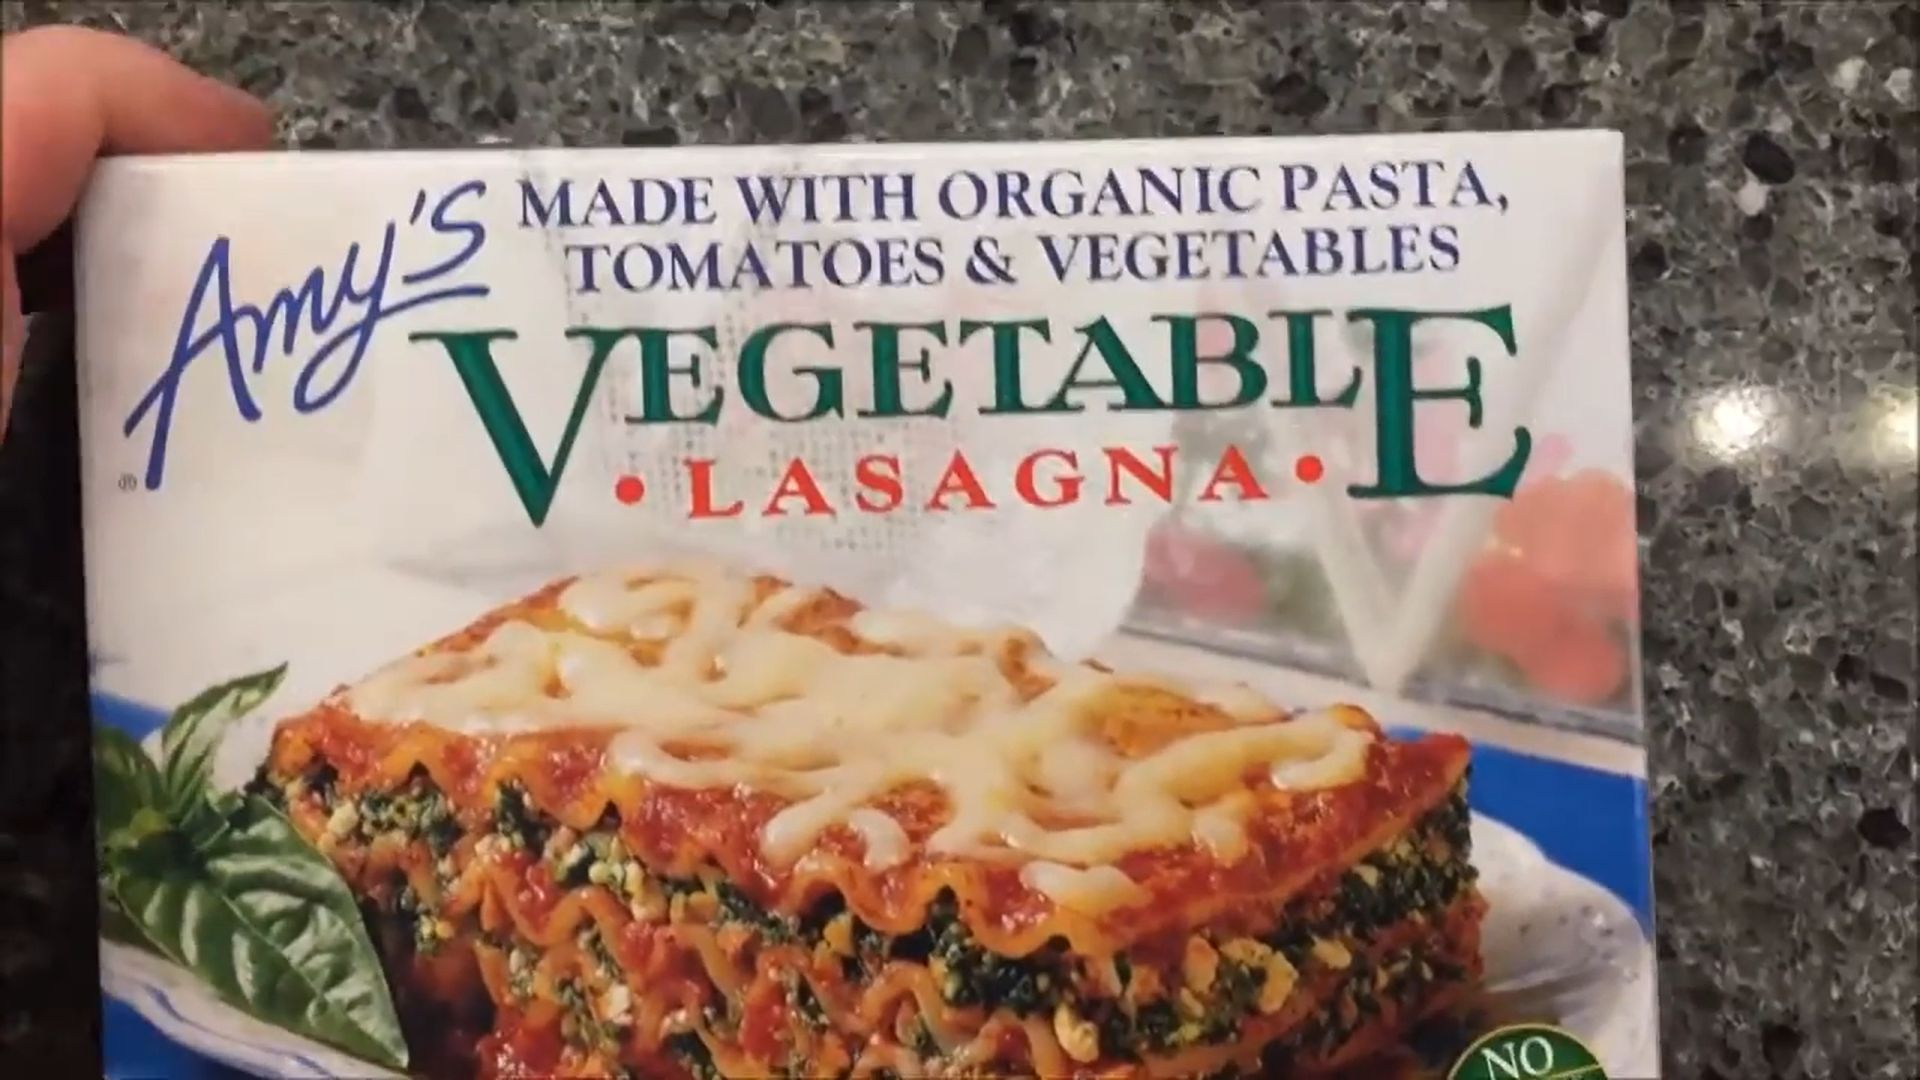 Amy's
MADE WITH ORGANIC PASTA,
TOMATOES & VEGETABLES
VEGETABLE
• LASAGNA •
®
NO